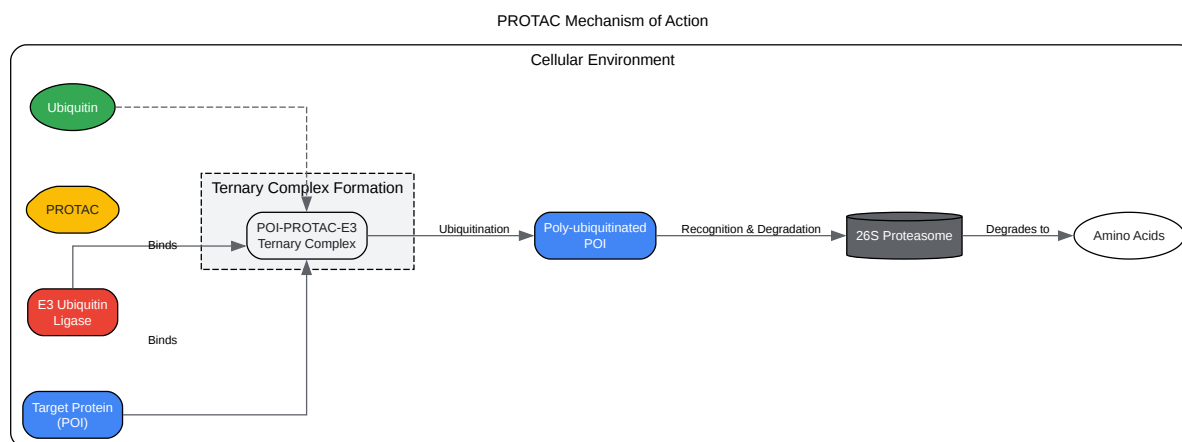 PROTAC Mechanism of Action
Cellular Environment
Ubiquitin
Ternary Complex Formation
PROTAC
POI-PROTAC-E3
Ternary Complex
Binds
Ubiquitination
Poly-ubiquitinated
POI
Recognition & Degradation
26S Proteasome
Degrades to
Amino Acids
E3 Ubiquitin
Ligase
Binds
Target Protein
(POI)